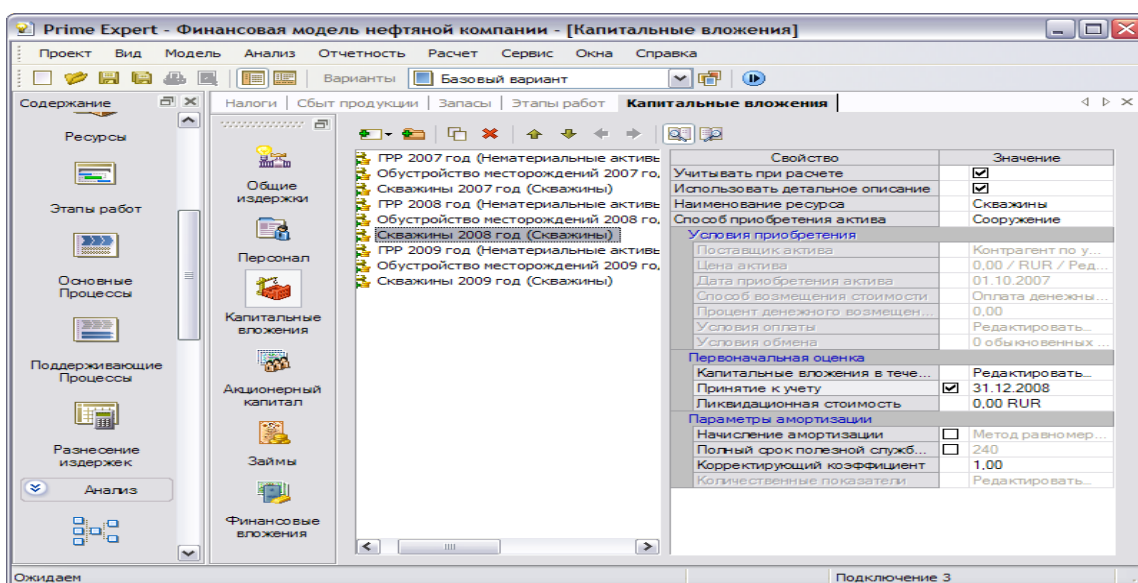 Prime Expert - Финансовая модель нефтяной компании - [Капитальные вложения]
Проект Вид Модель Анализ Отчетность Расчет Сервис Окна Справка
Варианты Базовый вариант
Содержание
Ресурсы
Этапы работ
Основные
Процессы
Поддерживающие
Процессы
Разнесение
издержек
Анализ
Налоги | Сбыт продукции | Запасы | Этапы работ Капитальные вложения
Общие
издержки
Персонал
Капитальные
вложения
Акционерный
капитал
Займы
Финансовые
вложения
ГРР 2007 год (Нематериальные активы
Обустройство месторождений 2007 го,
Скважины 2007 год (Скважины)
ГРР 2008 год (Нематериальные активы
Обустройство месторождений 2008 го,
Скважины 2008 год (Скважины)
ГРР 2009 год (Нематериальные активы
Обустройство месторождений 2009 го,
Скважины 2009 год (Скважины)
Свойство Значение
Учитывать при расчете
Использовать детальное описание
Наименование ресурса Скважины
Способ приобретения актива Сооружение
Условия приобретения
Поставщик актива Контрагент по у...
Цена актива 0,00 / RUR / Ред...
Дата приобретения актива 01.10.2007
Способ возмещения стоимости Оплата денежны...
Процент денежного возмещен... 0,00
Условия оплаты Редактировать...
Условия обмена 0 обыкновенных ...
Первоначальная оценка
Капитальные вложения в тече... Редактировать...
Принятие к учету 31.12.2008
Ликвидационная стоимость 0,00 RUR
Параметры амортизации
Начисление амортизации Метод равномер...
Полный срок полезной служб... 240
Корректирующий коэффициент 1,00
Количественные показатели Редактировать...
Ожидаем Подключение 3